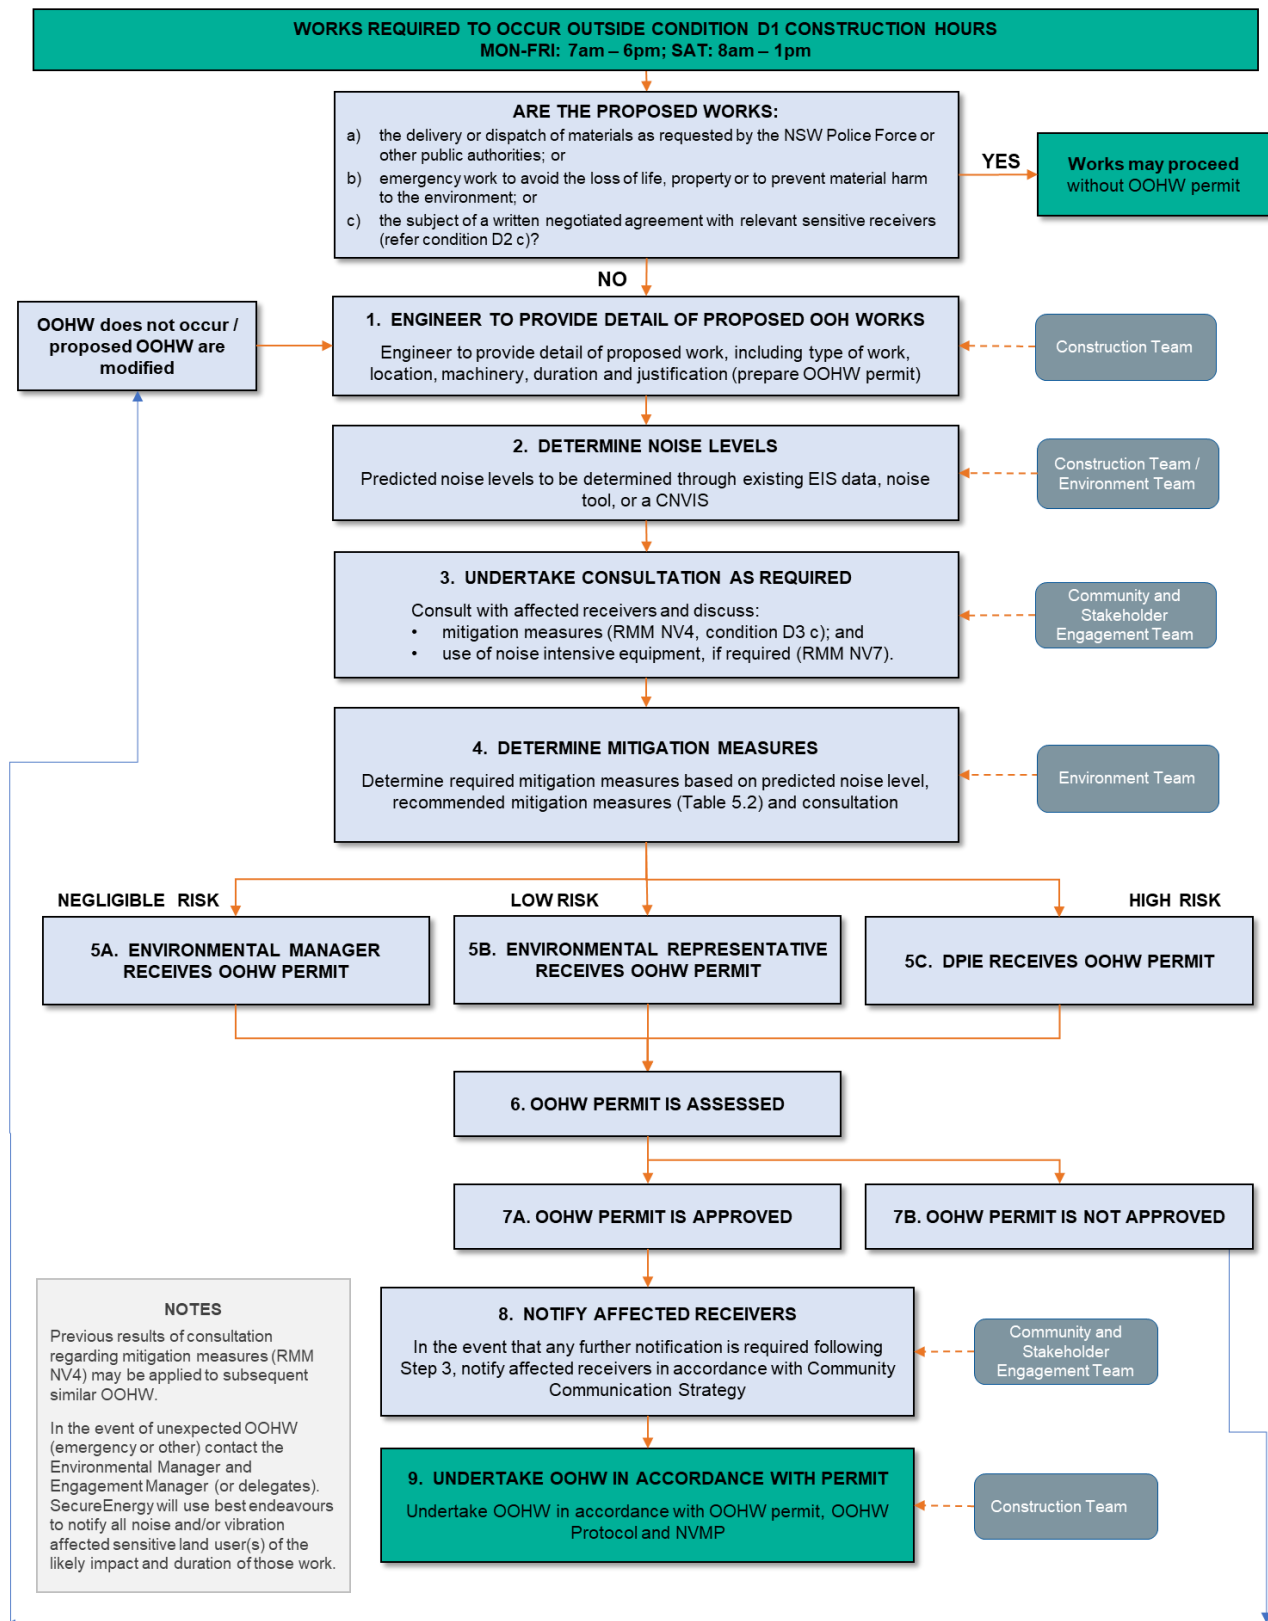 WORKS REQUIRED TO OCCUR OUTSIDE CONDITION D1 CONSTRUCTION HOURS
MON-FRI: 7am – 6pm; SAT: 8am – 1pm
ARE THE PROPOSED WORKS:
a) the delivery or dispatch of materials as requested by the NSW Police Force or
other public authorities; or
b) emergency work to avoid the loss of life, property or to prevent material harm
to the environment; or
c) the subject of a written negotiated agreement with relevant sensitive receivers
(refer condition D2 c)?
YES
Works may proceed
without OOHW permit
NO
OOHW does not occur /
proposed OOHW are
modified
1. ENGINEER TO PROVIDE DETAIL OF PROPOSED OOH WORKS
Engineer to provide detail of proposed work, including type of work,
location, machinery, duration and justification (prepare OOHW permit)
Construction Team
2. DETERMINE NOISE LEVELS
Predicted noise levels to be determined through existing EIS data, noise
tool, or a CNVIS
Construction Team /
Environment Team
3. UNDERTAKE CONSULTATION AS REQUIRED
Consult with affected receivers and discuss:
• mitigation measures (RMM NV4, condition D3 c); and
• use of noise intensive equipment, if required (RMM NV7).
Community and
Stakeholder
Engagement Team
4. DETERMINE MITIGATION MEASURES
Determine required mitigation measures based on predicted noise level,
recommended mitigation measures (Table 5.2) and consultation
Environment Team
NEGLIGIBLE RISK
LOW RISK
HIGH RISK
5A. ENVIRONMENTAL MANAGER
RECEIVES OOHW PERMIT
5B. ENVIRONMENTAL REPRESENTATIVE
RECEIVES OOHW PERMIT
5C. DPIE RECEIVES OOHW PERMIT
6. OOHW PERMIT IS ASSESSED
7A. OOHW PERMIT IS APPROVED
7B. OOHW PERMIT IS NOT APPROVED
8. NOTIFY AFFECTED RECEIVERS
In the event that any further notification is required following
Step 3, notify affected receivers in accordance with Community
Communication Strategy
Community and
Stakeholder
Engagement Team
9. UNDERTAKE OOHW IN ACCORDANCE WITH PERMIT
Undertake OOHW in accordance with OOHW permit, OOHW
Protocol and NVMP
Construction Team
NOTES
Previous results of consultation
regarding mitigation measures (RMM
NV4) may be applied to subsequent
similar OOHW.
In the event of unexpected OOHW
(emergency or other) contact the
Environmental Manager and
Engagement Manager (or delegates).
SecureEnergy will use best endeavours
to notify all noise and/or vibration
affected sensitive land user(s) of the
likely impact and duration of those work.